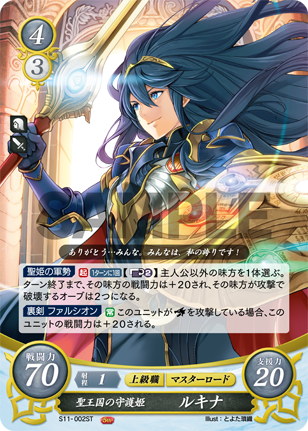 4
3
SAMPLE
ありがとう…みんな。みんなは、私の誇りです!
聖姫の軍勢 起 1ターンに1回 【2】主人公以外の味方を1体選ぶ。
ターン終了まで、その味方の戦闘力は+20され、その味方が攻撃で
破壊するオーブは2つになる。
裏剣 ファルシオン 常 このユニットが を攻撃している場合、この
ユニットの戦闘力は+20される。
戦闘力
70
射程 1
上級職
マスターロード
支援力
20
聖王国の守護姫 ルキナ
S11-002ST
Illust:とよた瑣織